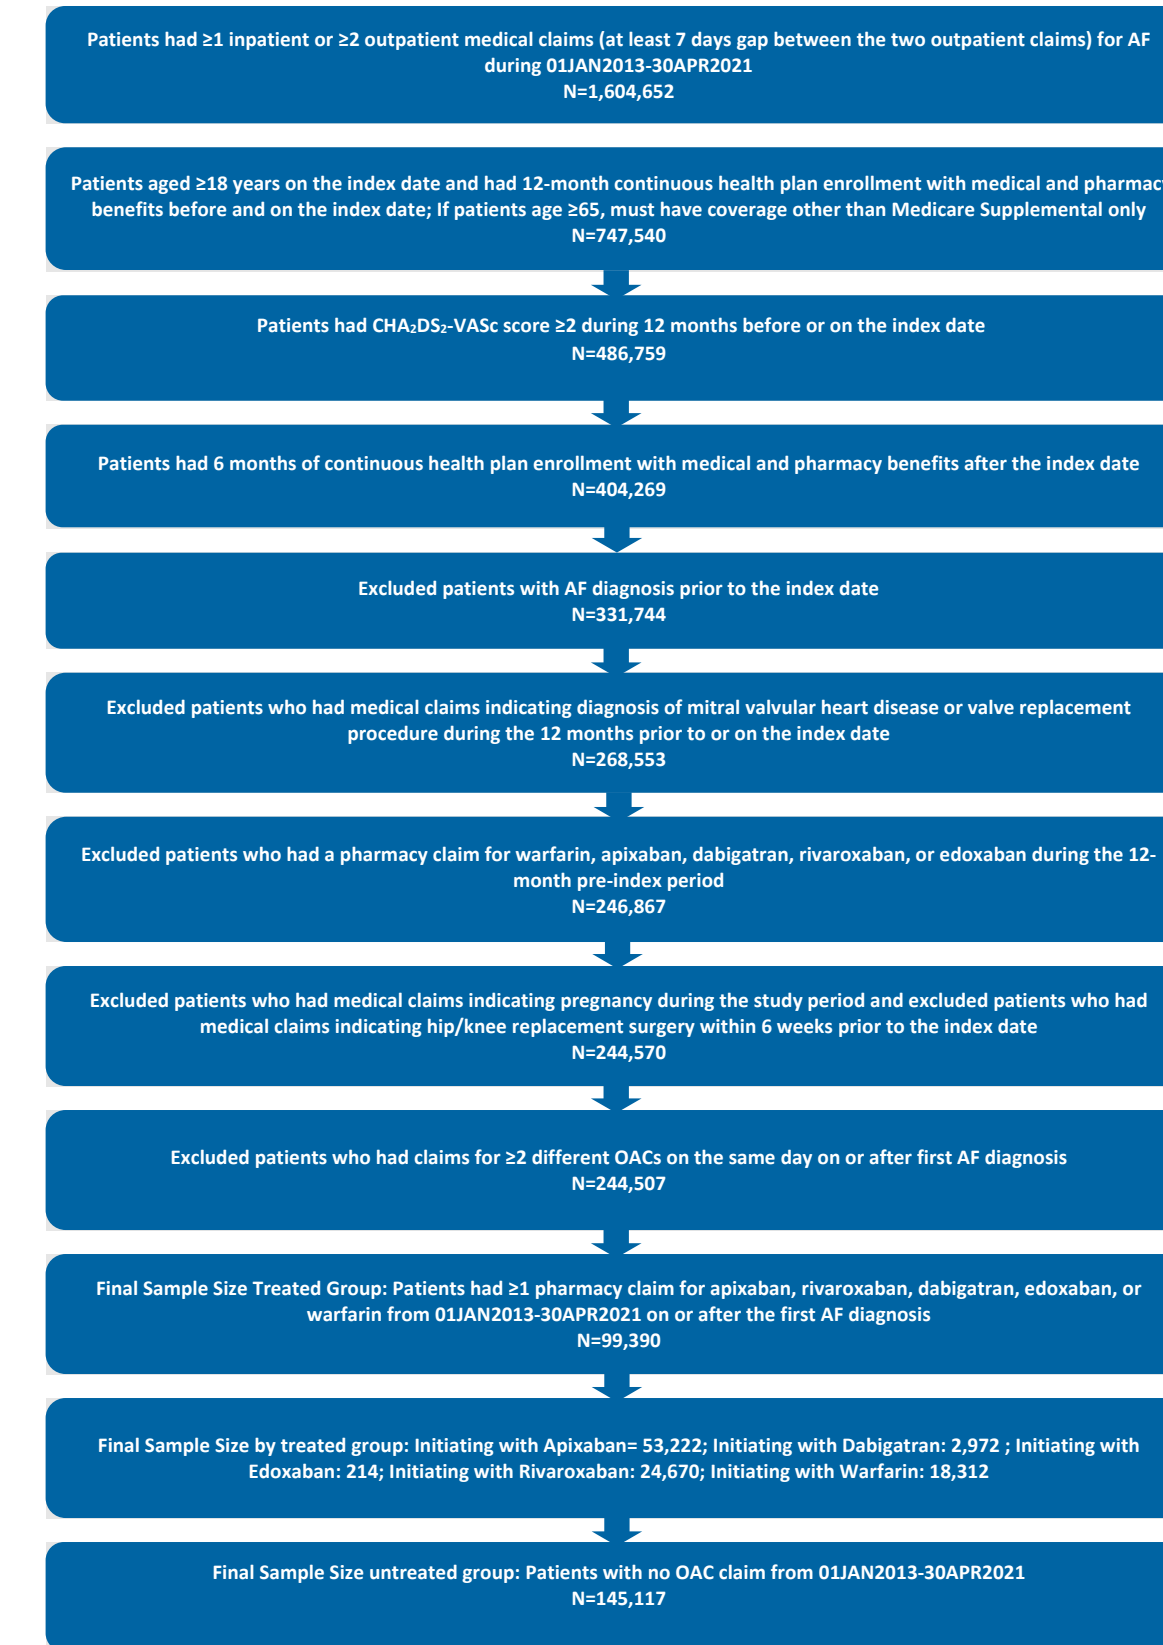 Patients had ≥1 inpatient or ≥2 outpatient medical claims (at least 7 days gap between the two outpatient claims) for AF
during 01JAN2013-30APR2021
N=1,604,652
Patients aged ≥18 years on the index date and had 12-month continuous health plan enrollment with medical and pharmacy
benefits before and on the index date; If patients age ≥65, must have coverage other than Medicare Supplemental only
N=747,540
Patients had CHA₂DS₂-VASc score ≥2 during 12 months before or on the index date
N=486,759
Patients had 6 months of continuous health plan enrollment with medical and pharmacy benefits after the index date
N=404,269
Excluded patients with AF diagnosis prior to the index date
N=331,744
Excluded patients who had medical claims indicating diagnosis of mitral valvular heart disease or valve replacement
procedure during the 12 months prior to or on the index date
N=268,553
Excluded patients who had a pharmacy claim for warfarin, apixaban, dabigatran, rivaroxaban, or edoxaban during the 12-
month pre-index period
N=246,867
Excluded patients who had medical claims indicating pregnancy during the study period and excluded patients who had
medical claims indicating hip/knee replacement surgery within 6 weeks prior to the index date
N=244,570
Excluded patients who had claims for ≥2 different OACs on the same day on or after first AF diagnosis
N=244,507
Final Sample Size Treated Group: Patients had ≥1 pharmacy claim for apixaban, rivaroxaban, dabigatran, edoxaban, or
warfarin from 01JAN2013-30APR2021 on or after the first AF diagnosis
N=99,390
Final Sample Size by treated group: Initiating with Apixaban= 53,222; Initiating with Dabigatran: 2,972 ; Initiating with
Edoxaban: 214; Initiating with Rivaroxaban: 24,670; Initiating with Warfarin: 18,312
Final Sample Size untreated group: Patients with no OAC claim from 01JAN2013-30APR2021
N=145,117